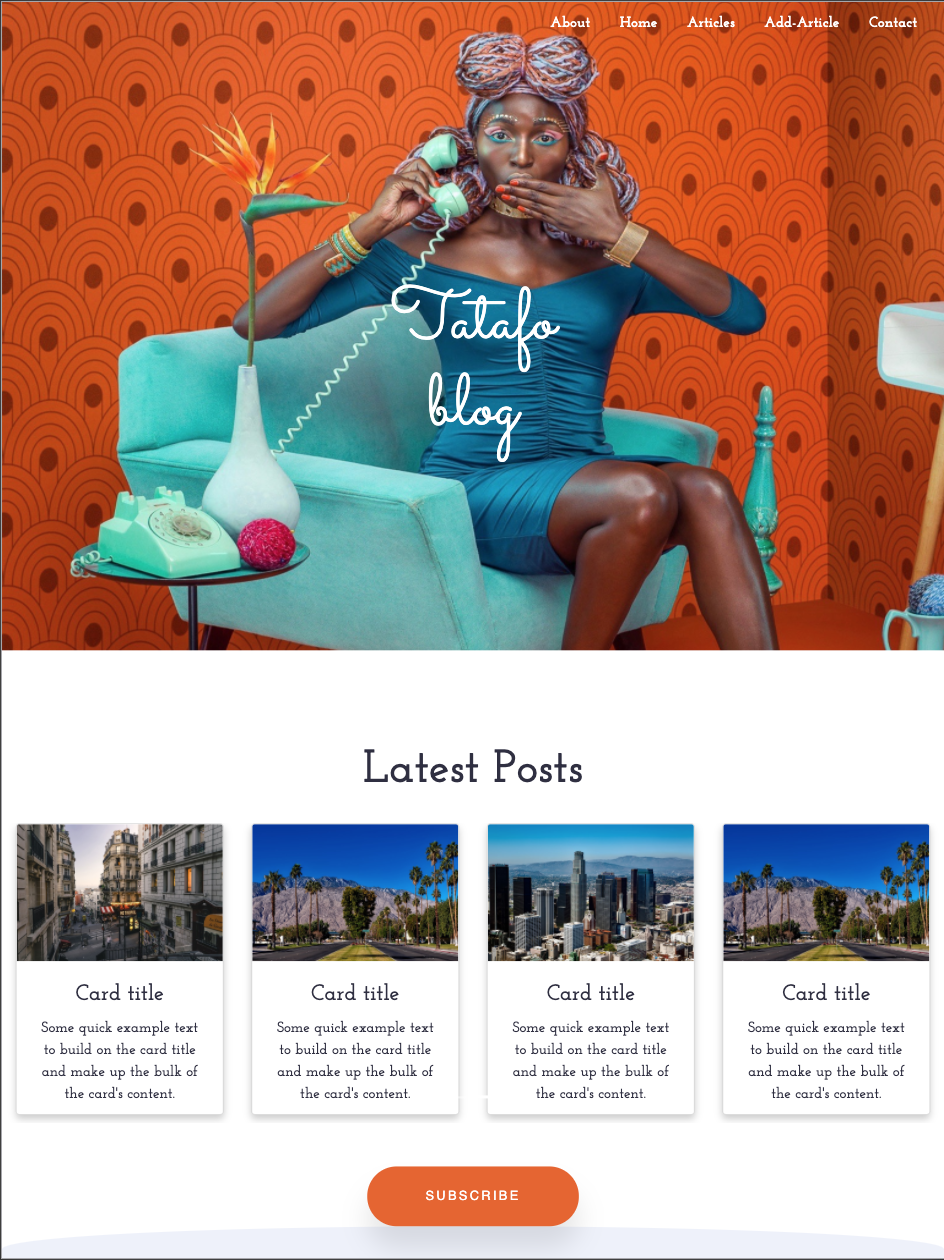 About Home Articles Add-Article Contact
Tatafo
blog
Latest Posts
Card title
Some quick example text
to build on the card title
and make up the bulk of
the card's content.
Card title
Some quick example text
to build on the card title
and make up the bulk of
the card's content.
Card title
Some quick example text
to build on the card title
and make up the bulk of
the card's content.
Card title
Some quick example text
to build on the card title
and make up the bulk of
the card's content.
SUBSCRIBE